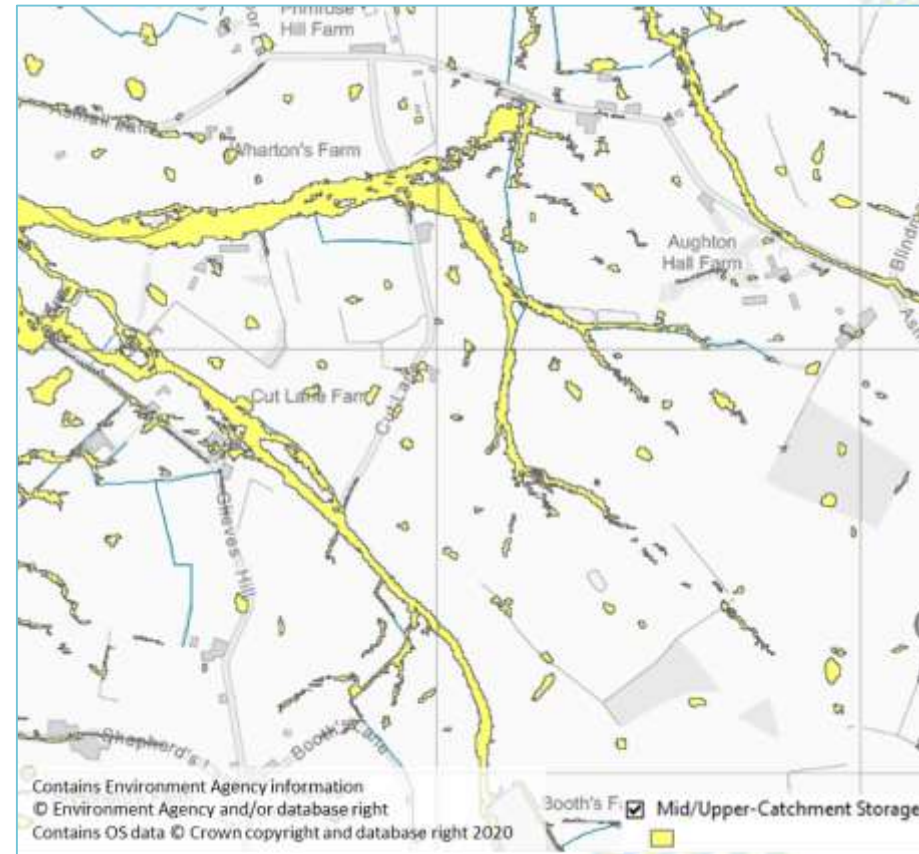 Primrose
Hill Farm
Wharton's Farm
Aughton
Hall Farm
Cut Lane Farm
Cut Lane
Cleeves Hill
Booth's Lane
Shepherd's
Contains Environment Agency information
© Environment Agency and/or database right
Contains OS data © Crown copyright and database right 2020
Booth's F
Mid/Upper-Catchment Storage